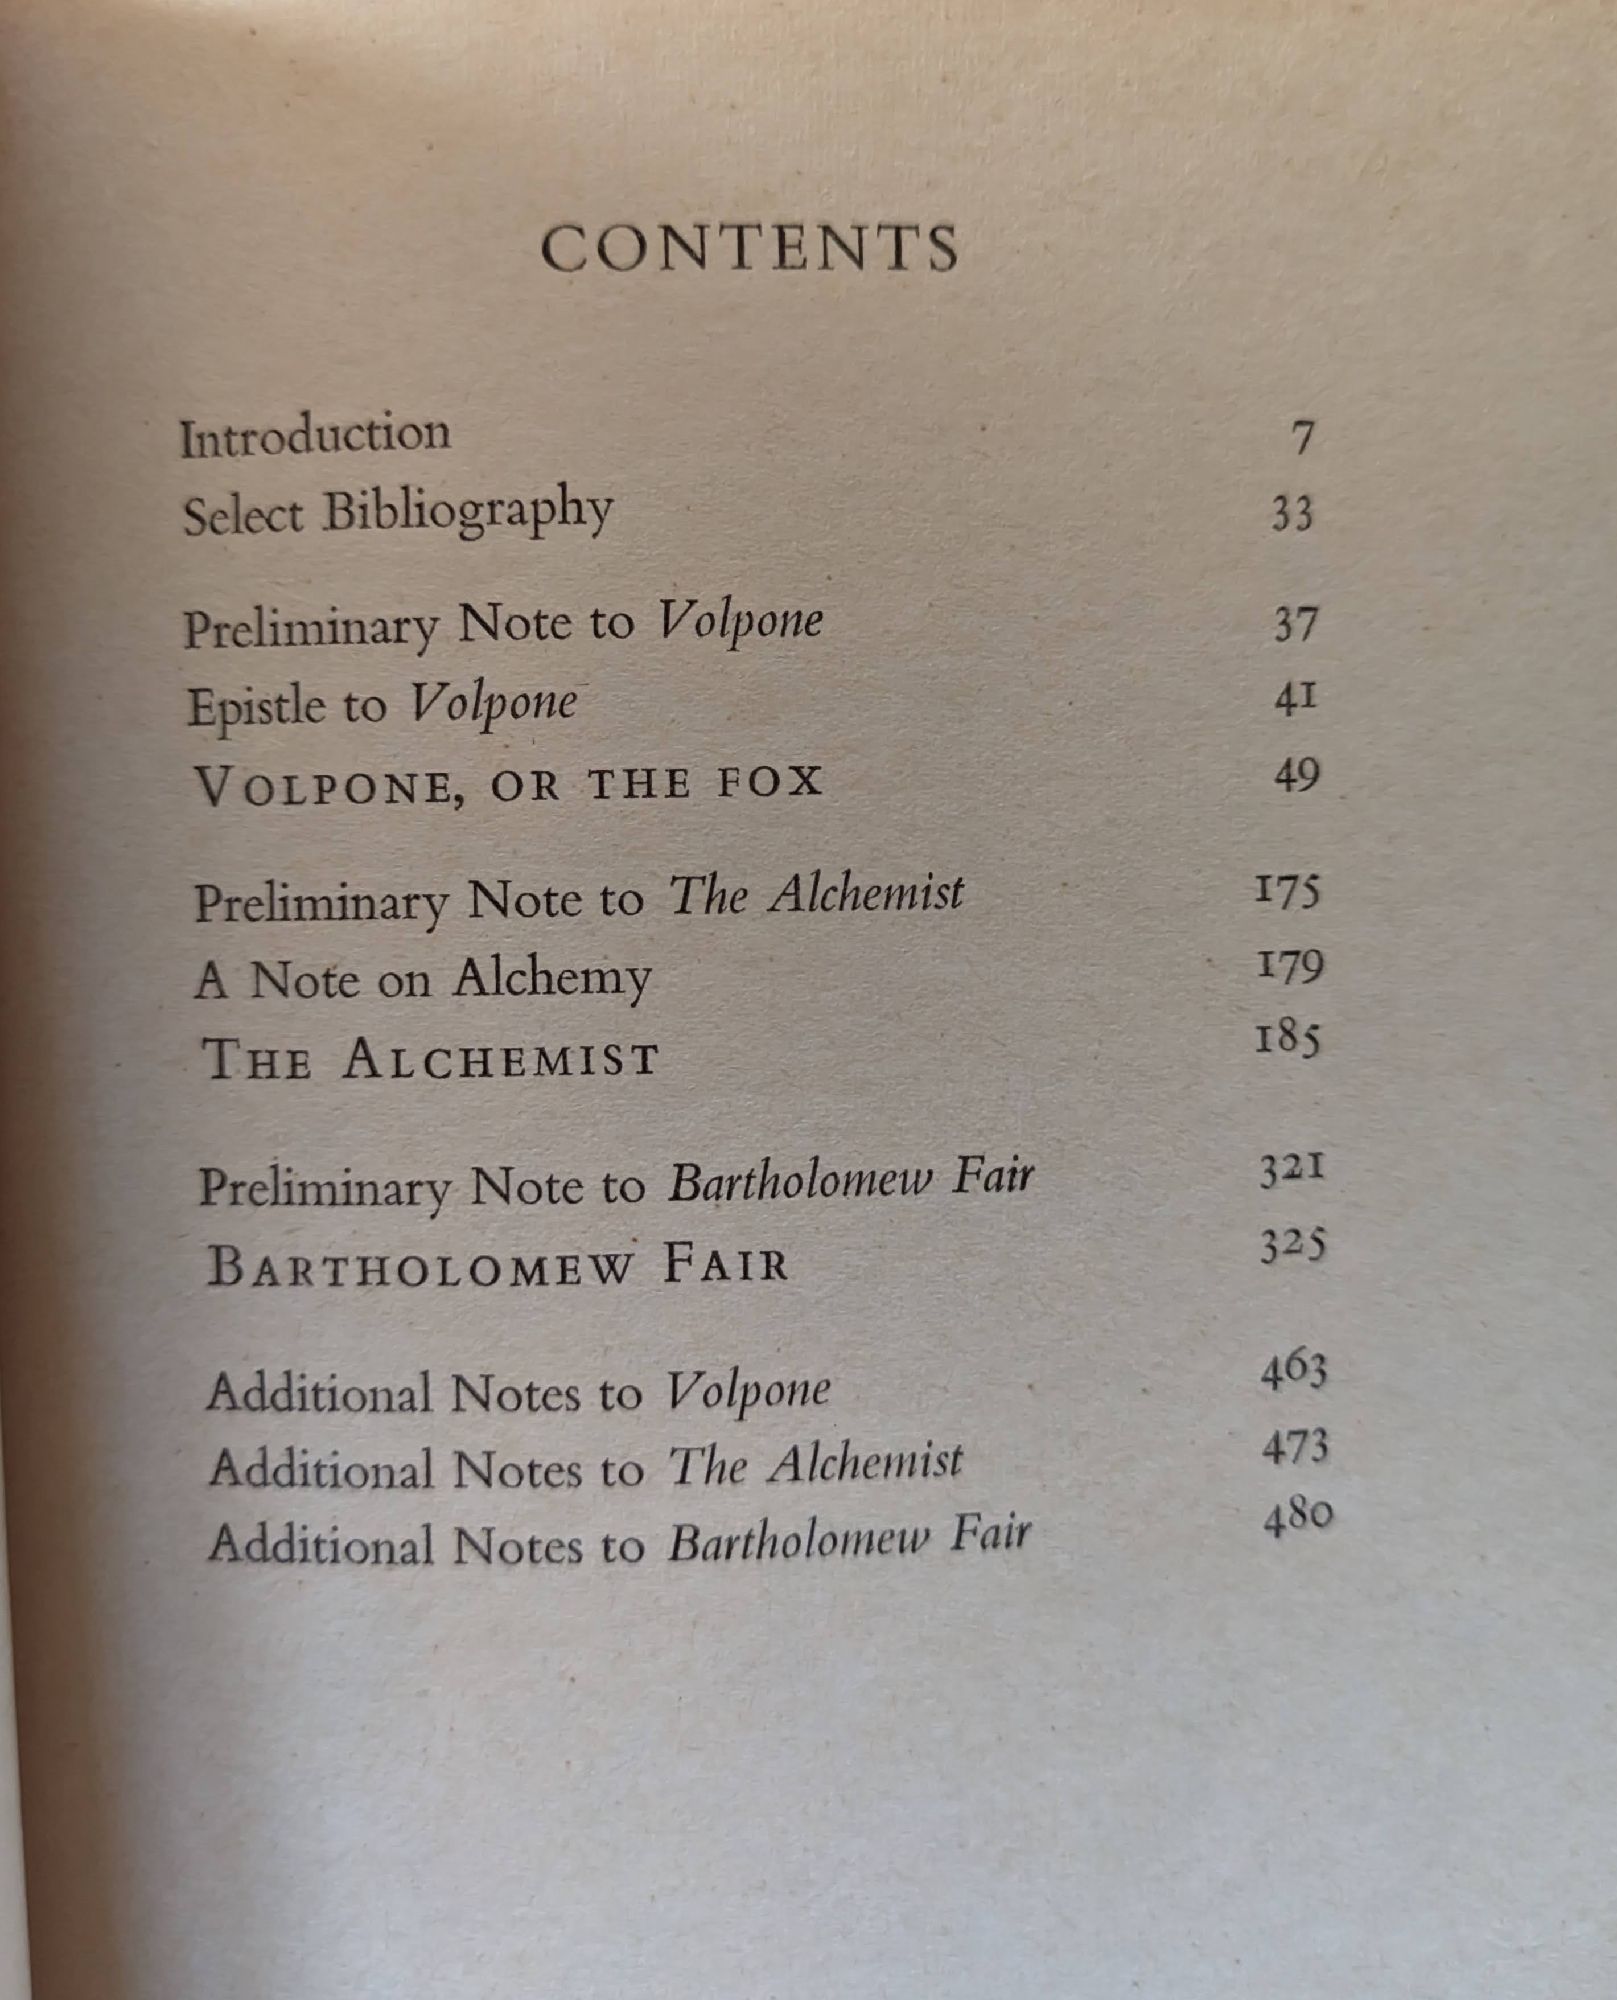 CONTENTS
Introduction 7
Select Bibliography 33
Preliminary Note to Volpone 37
Epistle to Volpone 41
VOLPONE, OR THE FOX 49
Preliminary Note to The Alchemist 175
A Note on Alchemy 179
THE ALCHEMIST 185
Preliminary Note to Bartholomew Fair 321
BARTHOLOMEW FAIR 325
Additional Notes to Volpone 463
Additional Notes to The Alchemist 473
Additional Notes to Bartholomew Fair 480